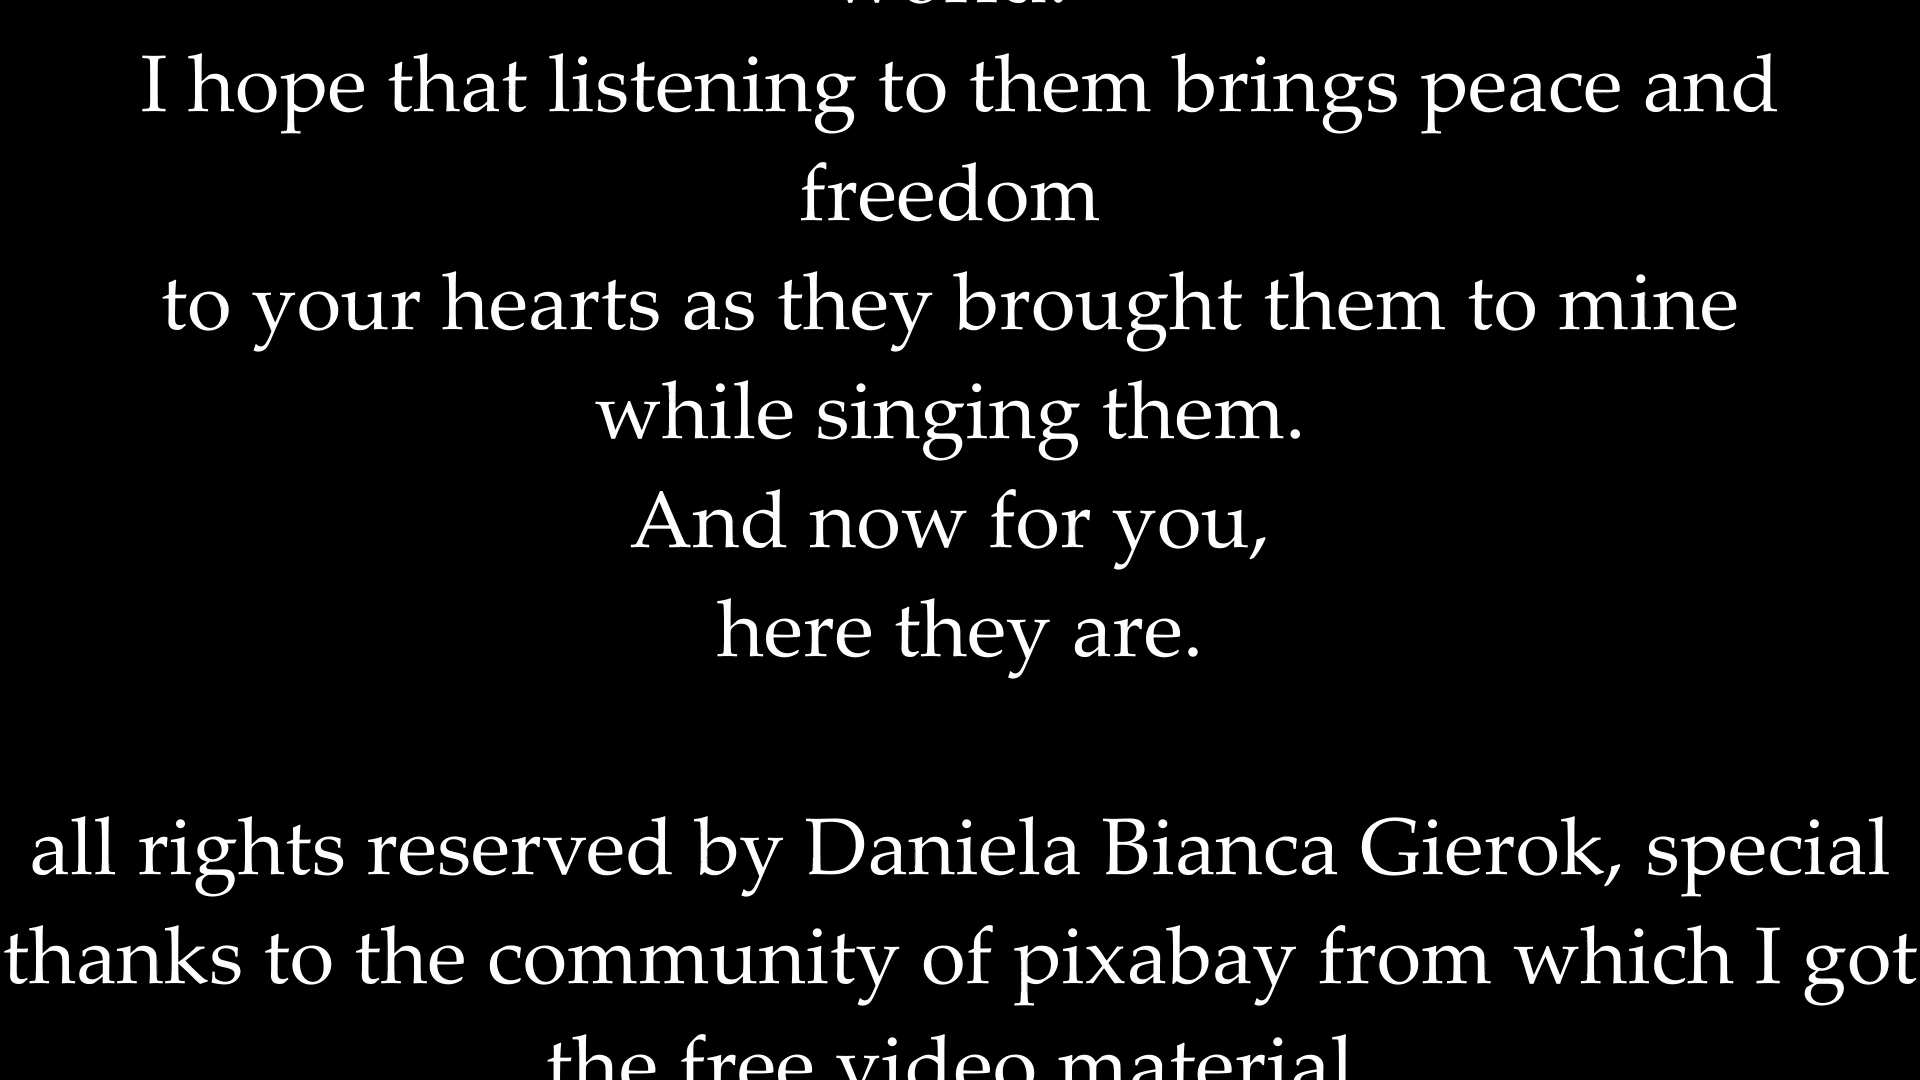 world.
I hope that listening to them brings peace and
freedom
to your hearts as they brought them to mine
while singing them.
And now for you,
here they are.
all rights reserved by Daniela Bianca Gierok, special
thanks to the community of pixabay from which I got
the free video material